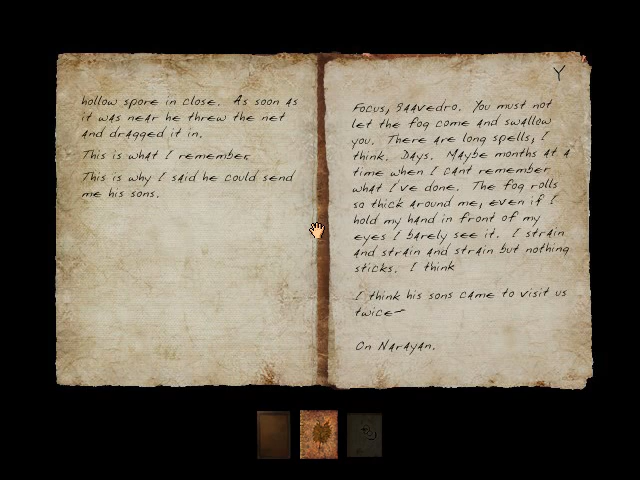 hollow spore in close. As soon as
it was near he threw the net
and dragged it in.
This is what I remember.
This is why I said he could send
me his sons.
Y
Focus, Saavedro. You must not
let the fog come and swallow
you. There are long spells, I
think. Days. Maybe months at a
time when I cant remember
what I've done. The fog rolls
so thick around me, even if I
hold my hand in front of my
eyes I barely see it. I strain
and strain and strain but nothing
sticks. I think
I think his sons came to visit us
twice—
On Narayan.